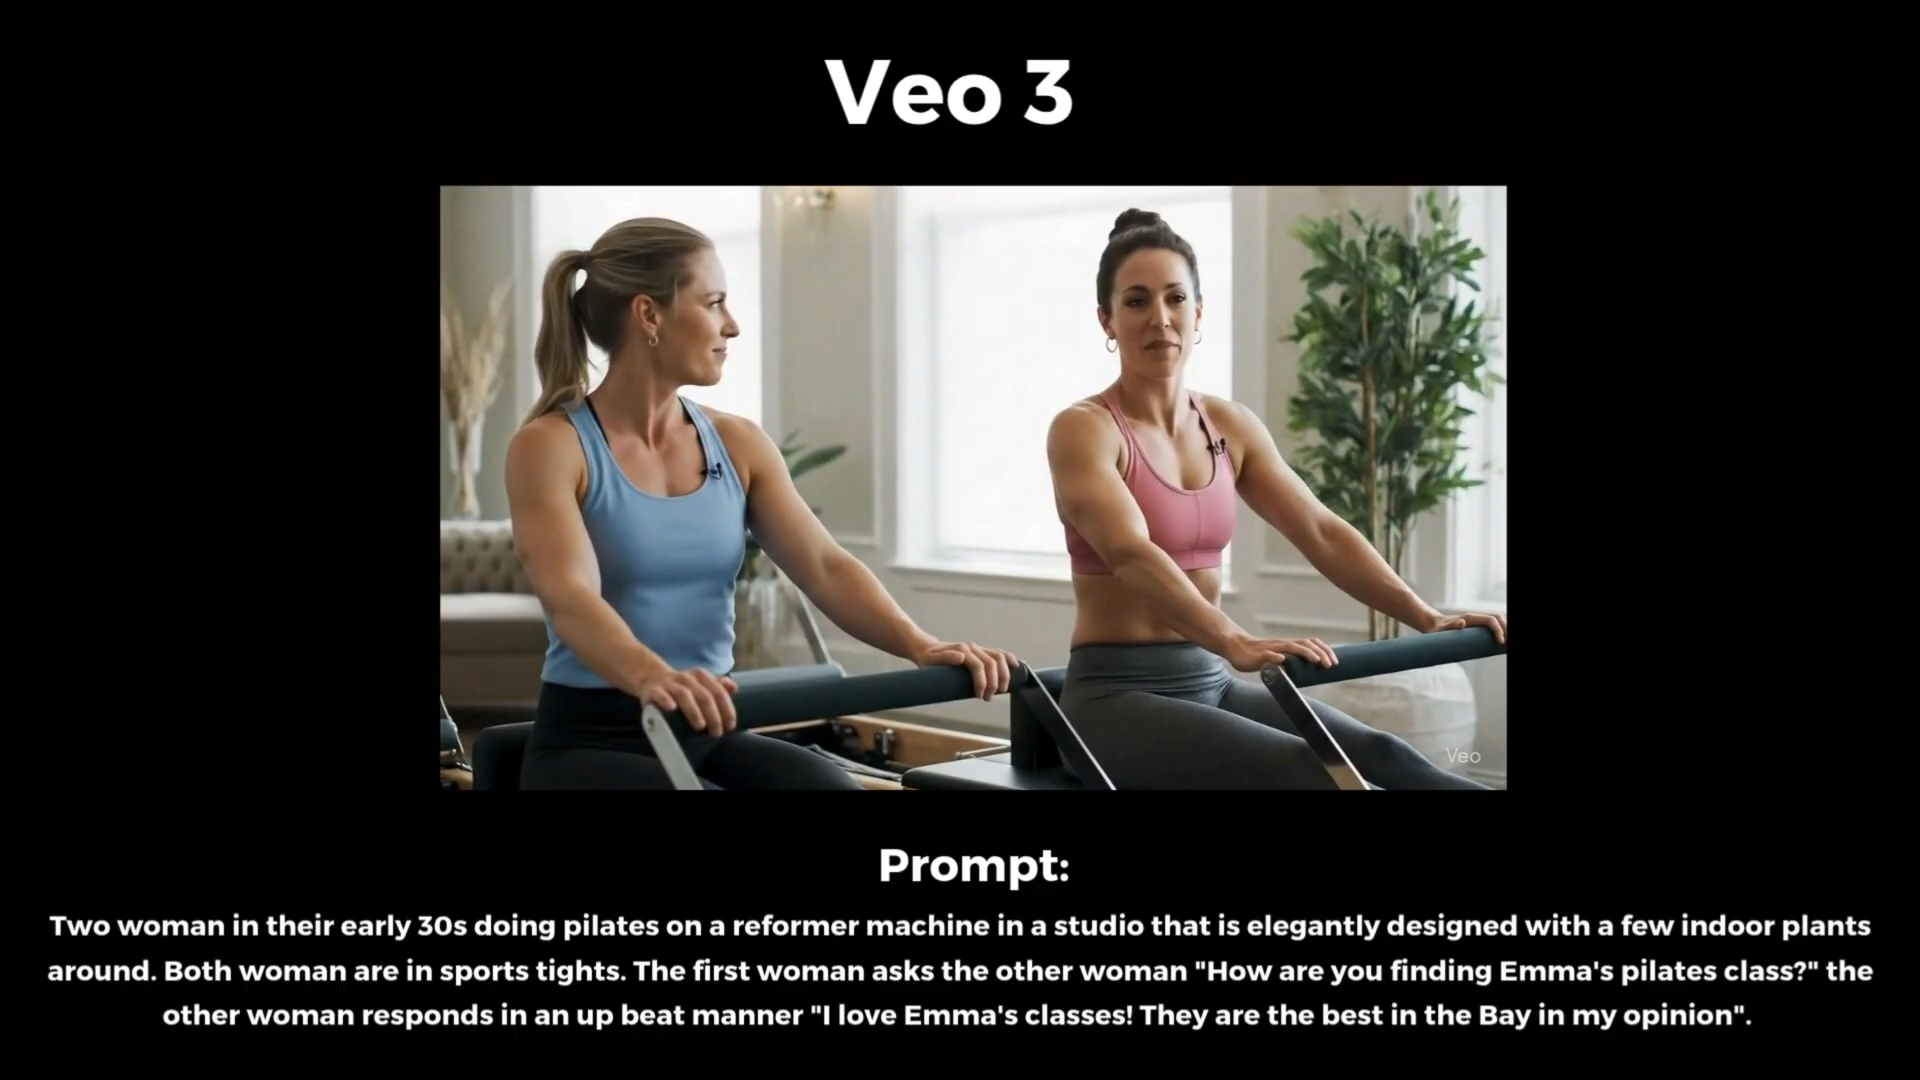 Veo 3
Veo
Prompt:
Two woman in their early 30s doing pilates on a reformer machine in a studio that is elegantly designed with a few indoor plants
around. Both woman are in sports tights. The first woman asks the other woman "How are you finding Emma's pilates class?" the
other woman responds in an up beat manner "I love Emma's classes! They are the best in the Bay in my opinion".